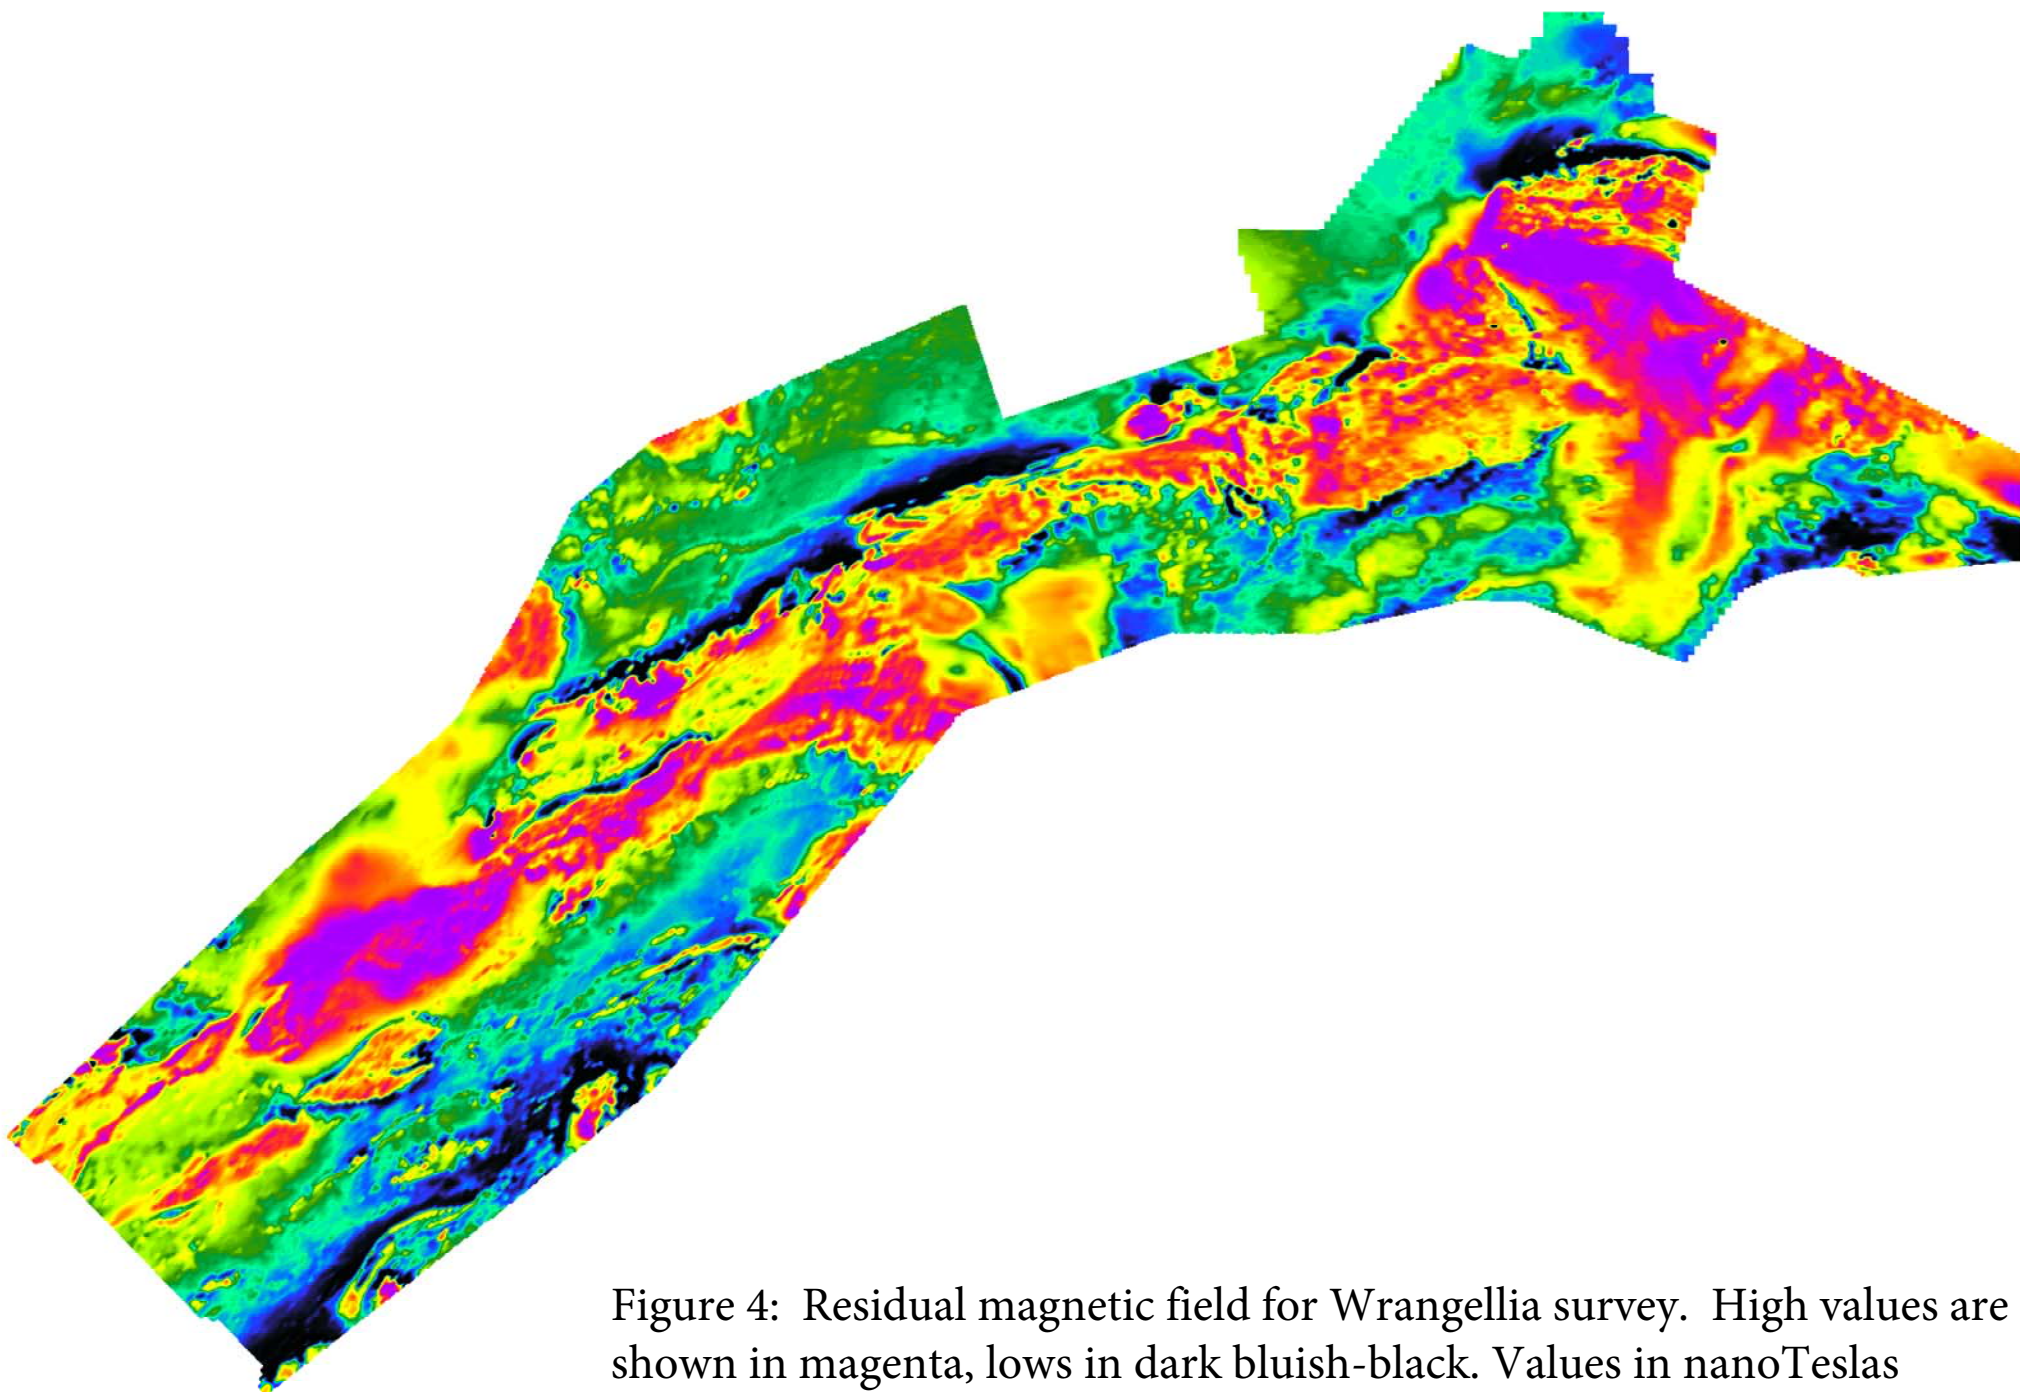 Figure 4: Residual magnetic field for Wrangellia survey. High values are
shown in magenta, lows in dark bluish-black. Values in nanoTeslas